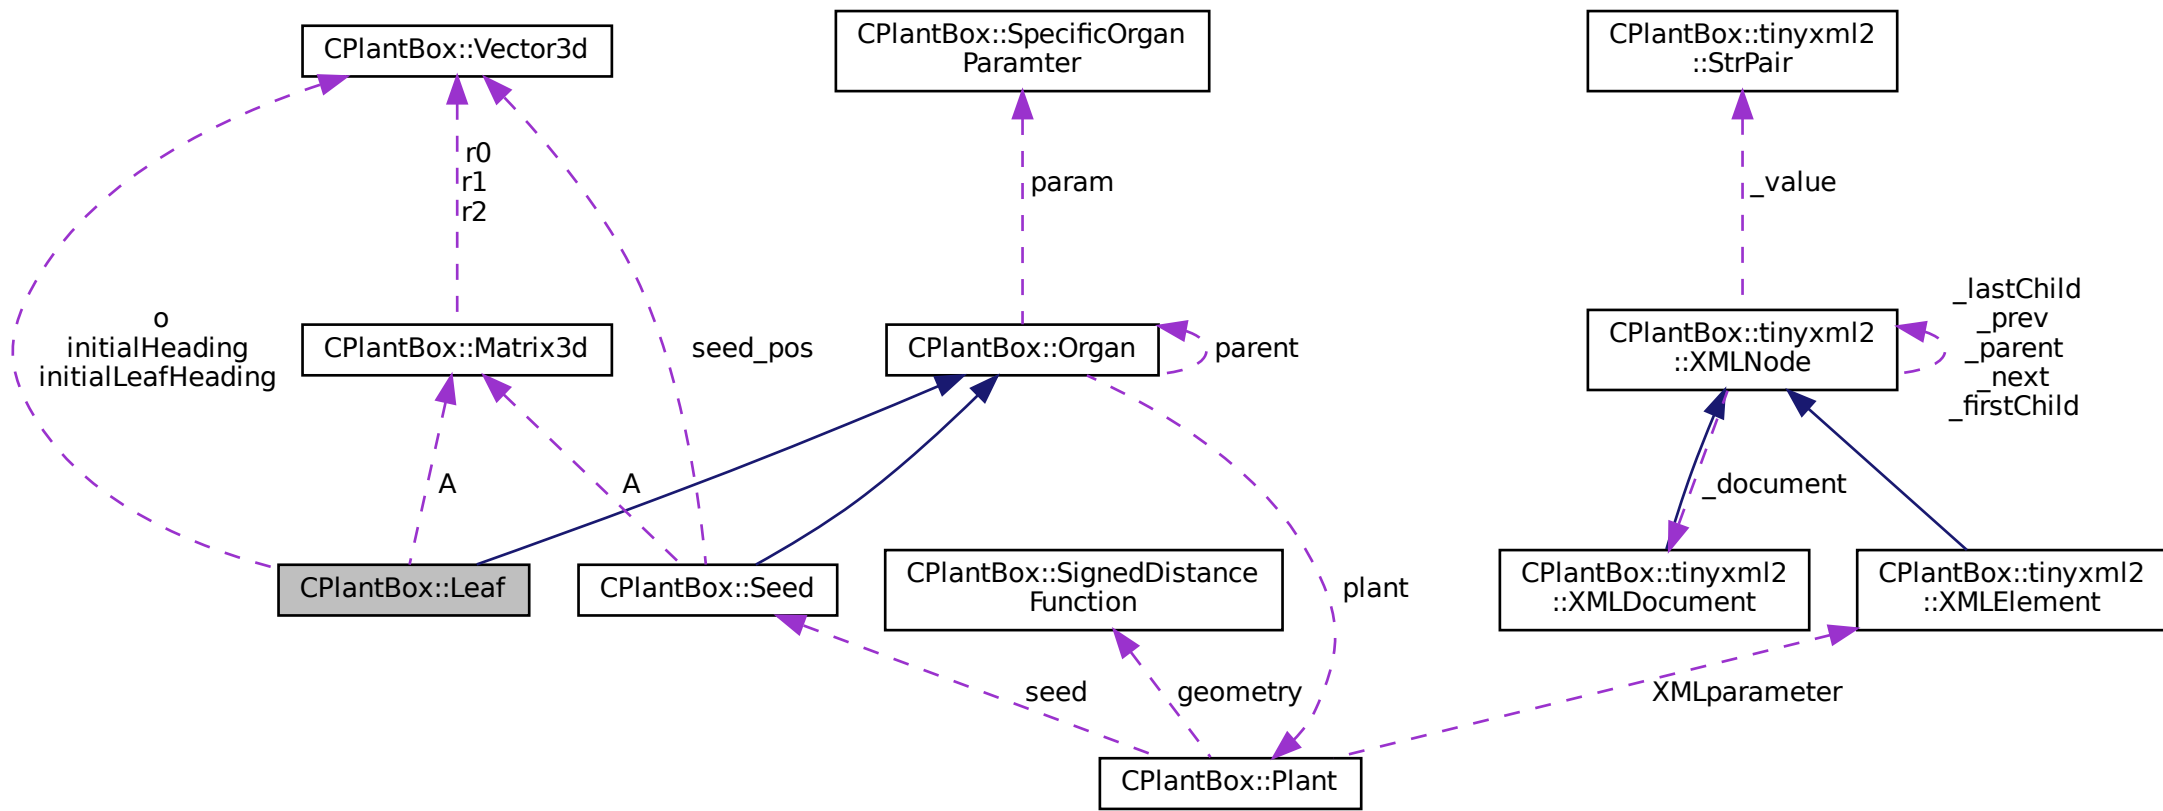 CPlantBox::Vector3d
CPlantBox::SpecificOrgan
Paramter
CPlantBox::tinyxml2
::StrPair
r0
r1
r2
param
_value
o
initialHeading
initialLeafHeading
CPlantBox::Matrix3d
seed_pos
CPlantBox::Organ
parent
CPlantBox::tinyxml2
::XMLNode
_lastChild
_prev
_parent
_next
_firstChild
A
A
_document
CPlantBox::Leaf
CPlantBox::Seed
CPlantBox::SignedDistance
Function
plant
CPlantBox::tinyxml2
::XMLDocument
CPlantBox::tinyxml2
::XMLElement
seed
geometry
XMLparameter
CPlantBox::Plant